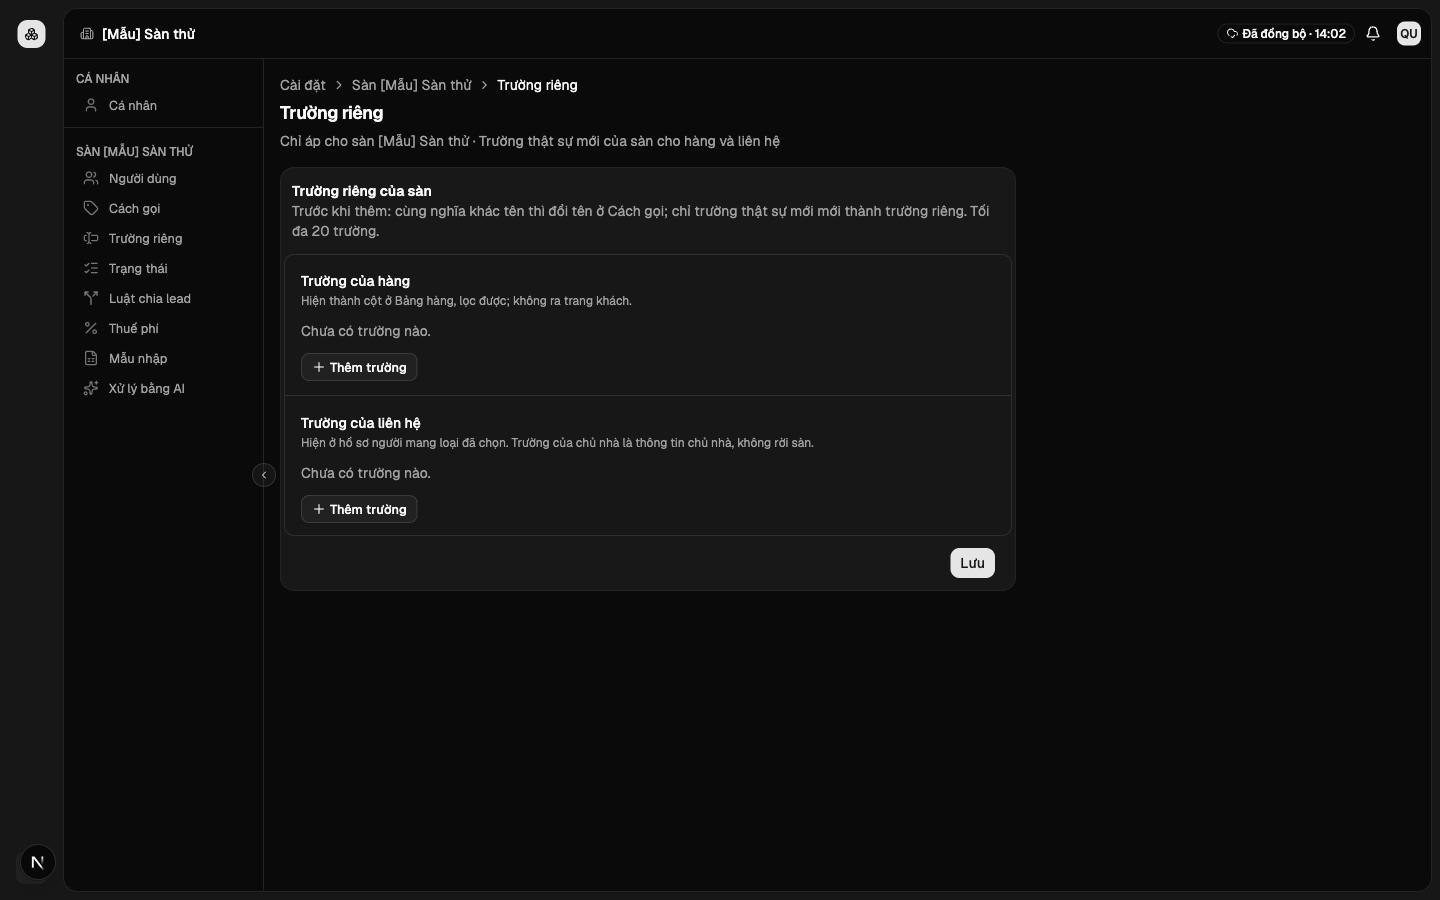 [Mẫu] Sàn thử
Đã đồng bộ · 14:02
QU
CÁ NHÂN
Cá nhân
SÀN [MẪU] SÀN THỬ
Người dùng
Cách gọi
Trường riêng
Trạng thái
Luật chia lead
Thuế phí
Mẫu nhập
Xử lý bằng AI
Cài đặt > Sàn [Mẫu] Sàn thử > Trường riêng
Trường riêng
Chỉ áp cho sàn [Mẫu] Sàn thử · Trường thật sự mới của sàn cho hàng và liên hệ
Trường riêng của sàn
Trước khi thêm: cùng nghĩa khác tên thì đổi tên ở Cách gọi; chỉ trường thật sự mới mới thành trường riêng. Tối
đa 20 trường.
Trường của hàng
Hiện thành cột ở Bảng hàng, lọc được; không ra trang khách.
Chưa có trường nào.
+ Thêm trường
Trường của liên hệ
Hiện ở hồ sơ người mang loại đã chọn. Trường của chủ nhà là thông tin chủ nhà, không rời sàn.
Chưa có trường nào.
+ Thêm trường
Lưu
N